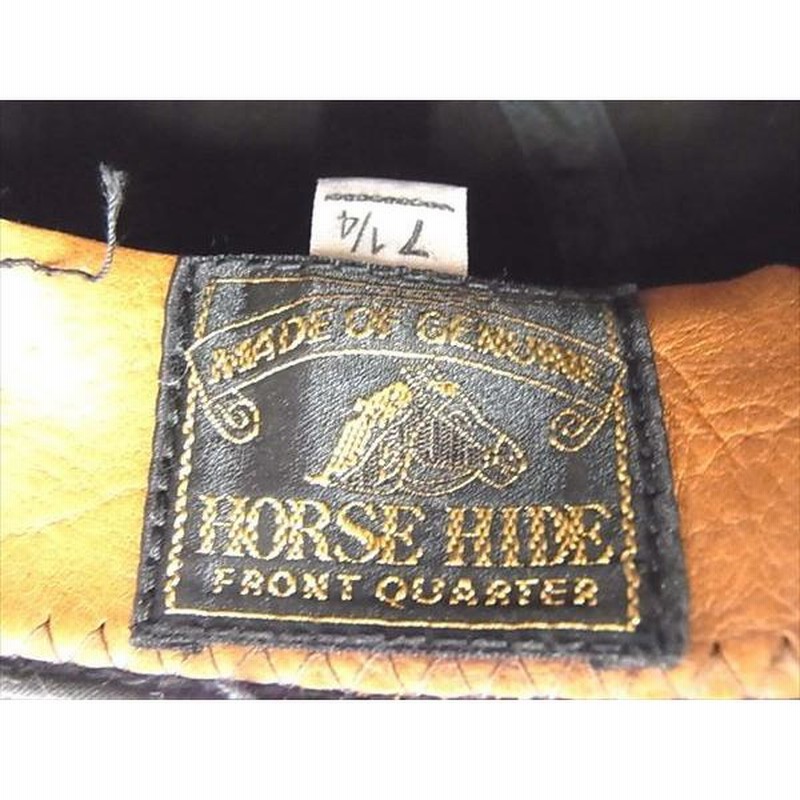 7 1/4
MADE OF GENUINE
HORSE HIDE
FRONT QUARTER